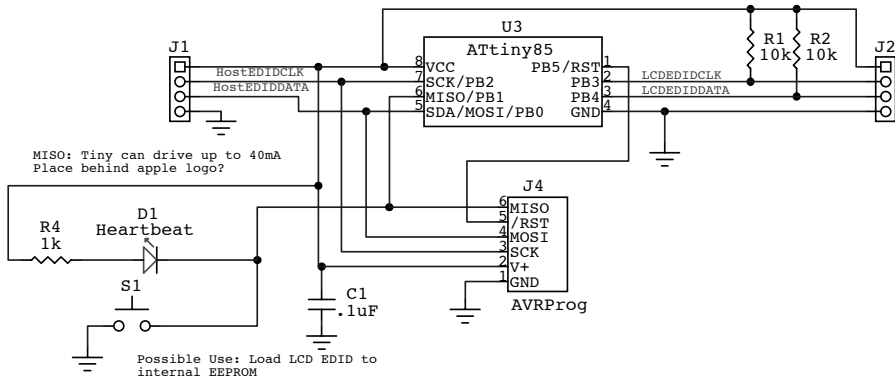 U3
J1
ATtiny85
R1
10k
R2
10k
J2
8
VCC
PB5/RST
1
HostEDIDCLK
7
SCK/PB2
PB3
2
LCDEDIDCLK
HostEDIDDATA
6
MISO/PB1
PB4
3
LCDEDIDDATA
5
SDA/MOSI/PB0
GND
4
MISO: Tiny can drive up to 40mA
Place behind apple logo?
J4
6
MISO
5
/RST
4
MOSI
3
SCK
2
V+
1
GND
AVRProg
R4
1k
D1
Heartbeat
S1
C1
.1uF
Possible Use: Load LCD EDID to
internal EEPROM